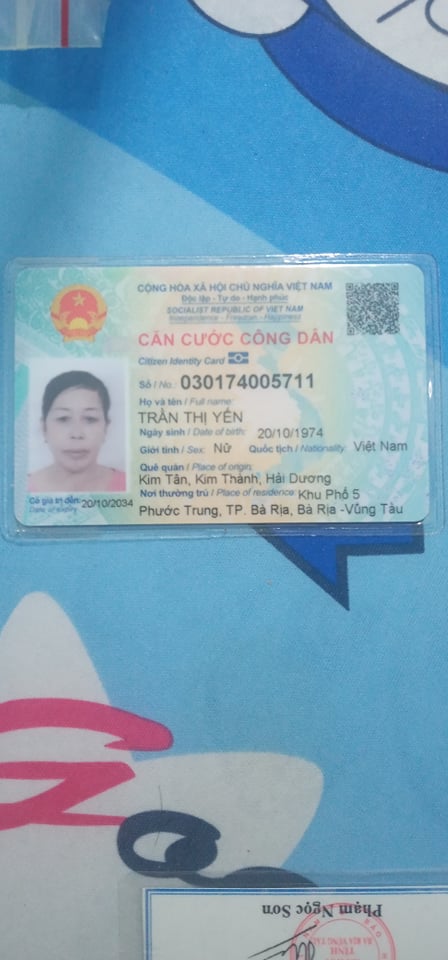 CỘNG HÒA XÃ HỘI CHỦ NGHĨA VIỆT NAM
Độc lập - Tự do - Hạnh phúc
SOCIALIST REPUBLIC OF VIET NAM
Independence - Freedom - Happiness
CĂN CƯỚC CÔNG DÂN
Citizen Identity Card
Số / No.: 030174005711
Họ và tên / Full name:
TRẦN THỊ YẾN
Ngày sinh / Date of birth: 20/10/1974
Giới tính / Sex: Nữ Quốc tịch / Nationality: Việt Nam
Quê quán / Place of origin:
Kim Tân, Kim Thành, Hải Dương
Nơi thường trú / Place of residence: Khu Phố 5
Phước Trung, TP. Bà Rịa, Bà Rịa -Vũng Tàu
Có giá trị đến: 20/10/2034
Date of expiry
Phạm Ngọc Sơn
TỈNH
BÀ RỊA VŨNG TÀU